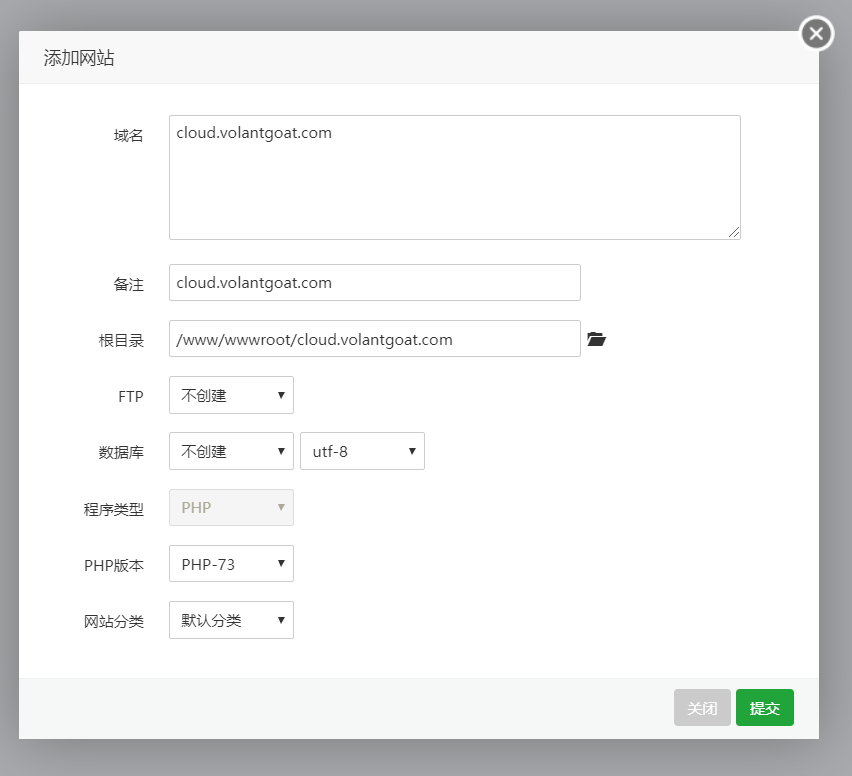 添加网站
域名
cloud.volantgoat.com
备注
cloud.volantgoat.com
根目录
/www/wwwroot/cloud.volantgoat.com
FTP
不创建
数据库
不创建
utf-8
程序类型
PHP
PHP版本
PHP-73
网站分类
默认分类
关闭
提交